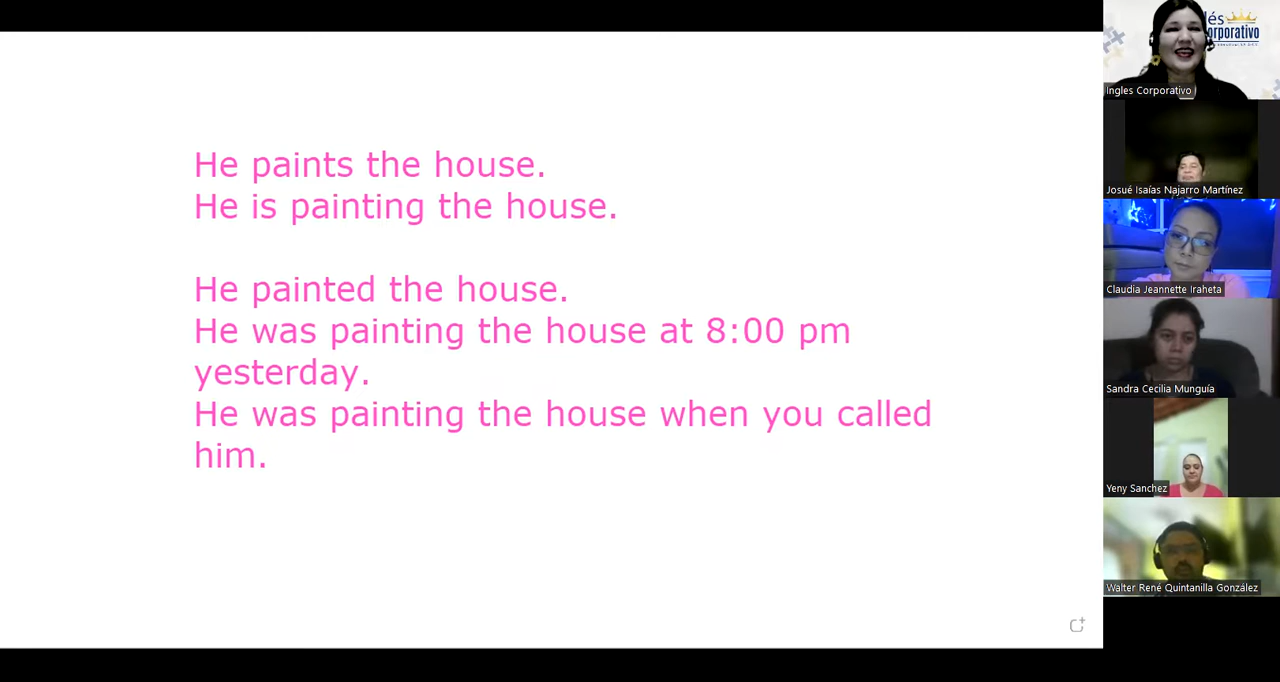 He paints the house.
He is painting the house.
He painted the house.
He was painting the house at 8:00 pm
yesterday.
He was painting the house when you called
him.
Ingles Corporativo
Josué Isaías Najarro Martínez
Claudia Jeannette Iraheta
Sandra Cecilia Munguía
Yeny Sanchez
Walter René Quintanilla González